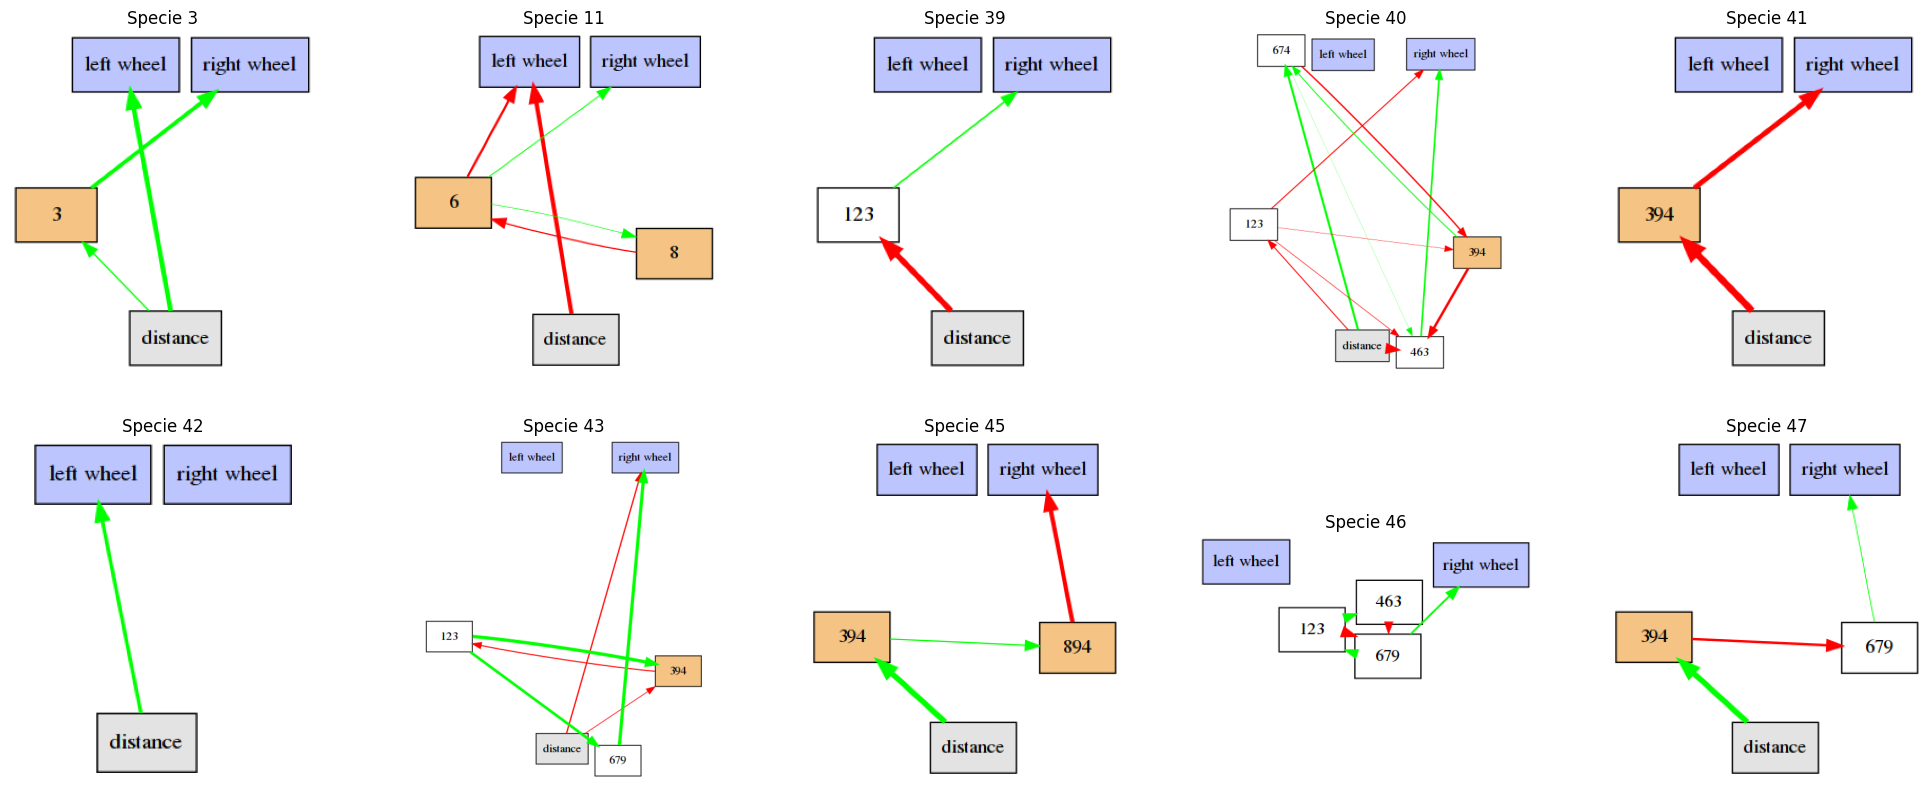 Specie 3
left wheel
right wheel
3
distance
Specie 11
left wheel
right wheel
6
8
distance
Specie 39
left wheel
right wheel
123
distance
Specie 40
674
left wheel
right wheel
123
394
distance
463
Specie 41
left wheel
right wheel
394
distance
Specie 42
left wheel
right wheel
distance
Specie 43
left wheel
right wheel
123
394
distance
679
Specie 45
left wheel
right wheel
394
894
distance
Specie 46
left wheel
right wheel
463
123
679
Specie 47
left wheel
right wheel
394
679
distance